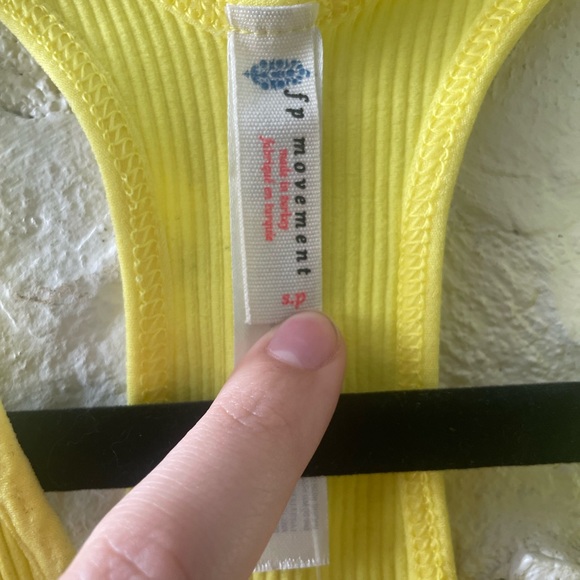 fp movement
made in turkey
fabriqué en turquie